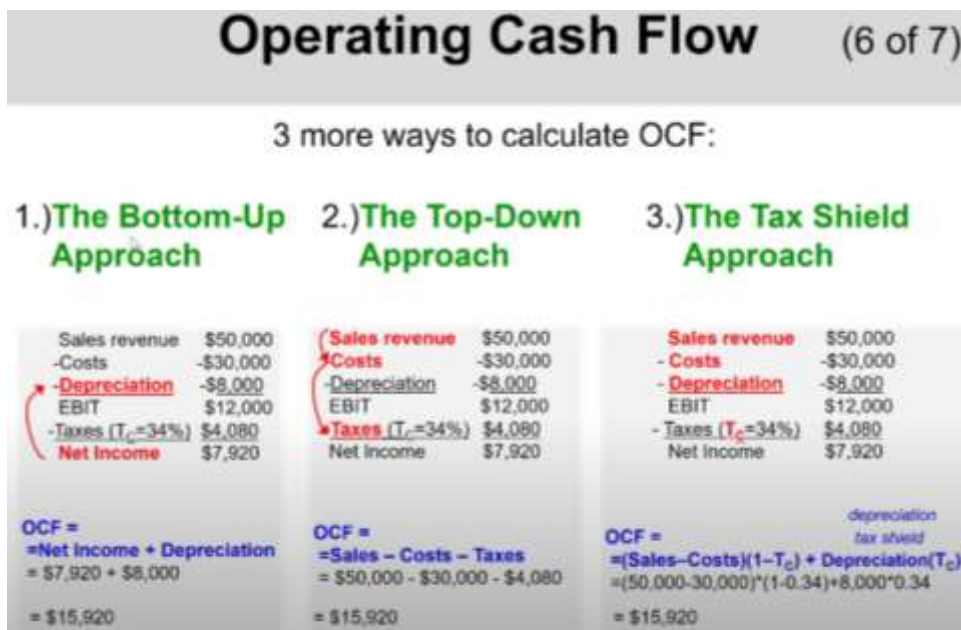 Operating Cash Flow (6 of 7)
3 more ways to calculate OCF:
1.)The Bottom-Up
Approach
Sales revenue $50,000
-Costs -$30,000
-Depreciation -$8,000
EBIT $12,000
-Taxes (TC=34%) $4,080
Net Income $7,920
OCF =
=Net Income + Depreciation
= $7,920 + $8,000
= $15,920
2.)The Top-Down
Approach
Sales revenue $50,000
Costs -$30,000
-Depreciation -$8,000
EBIT $12,000
Taxes (TC=34%) $4,080
Net Income $7,920
OCF =
=Sales – Costs – Taxes
= $50,000 - $30,000 - $4,080
= $15,920
3.)The Tax Shield
Approach
Sales revenue $50,000
- Costs -$30,000
- Depreciation -$8,000
EBIT $12,000
- Taxes (TC=34%) $4,080
Net Income $7,920
depreciation
tax shield
OCF =
=(Sales–Costs)(1–TC) + Depreciation(TC)
=(50,000-30,000)*(1-0.34)+8,000*0.34
= $15,920